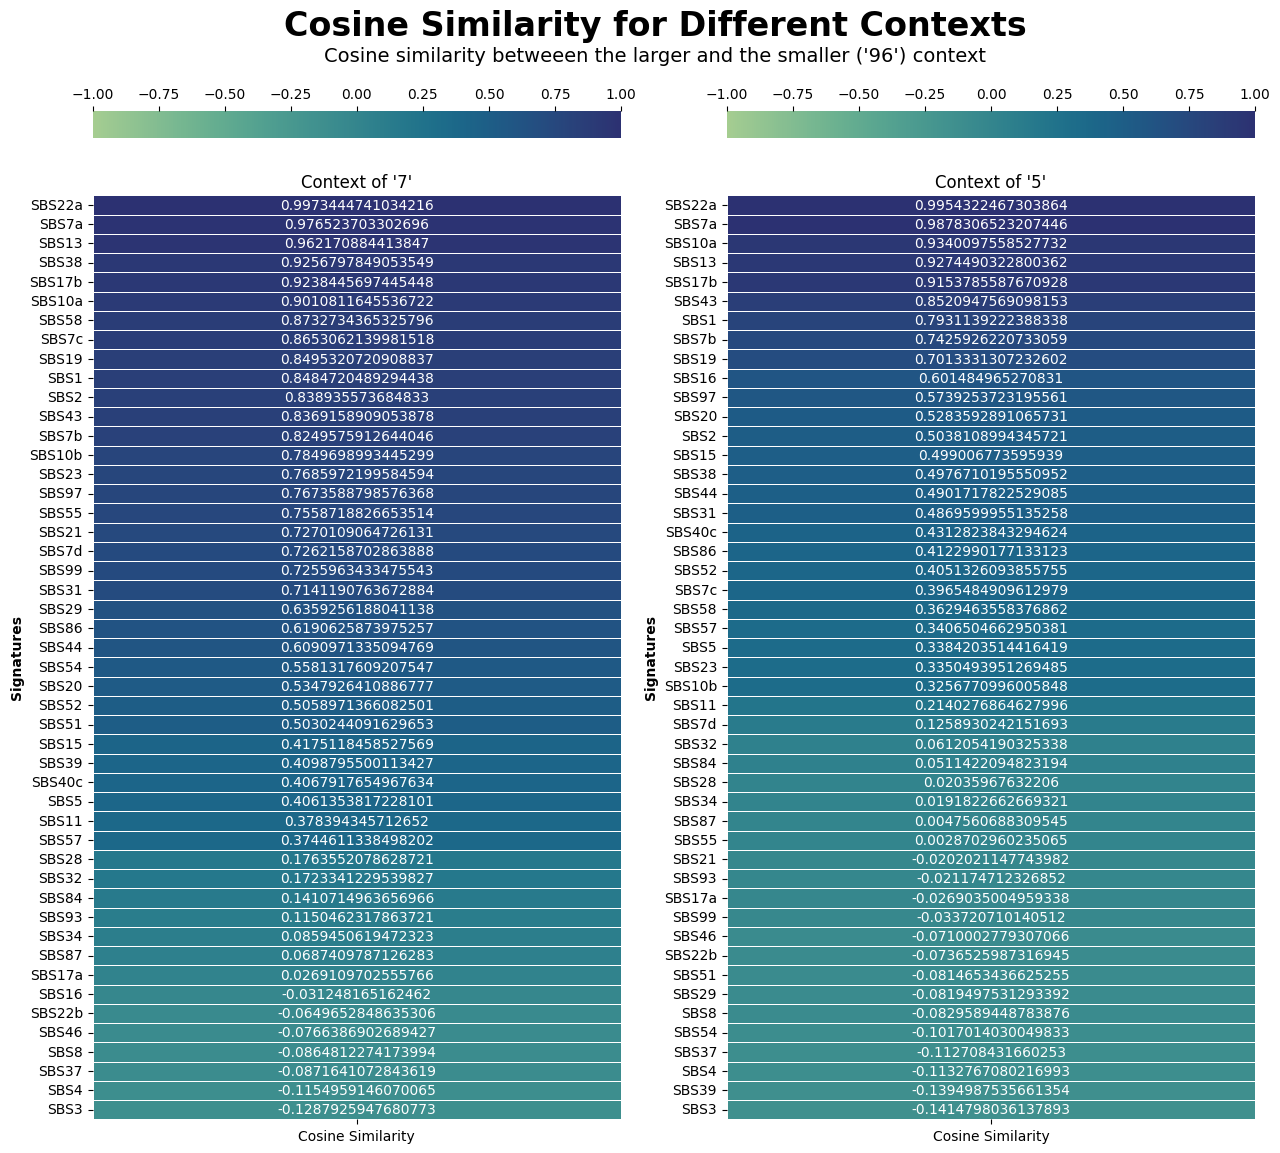 Cosine Similarity for Different Contexts
Cosine similarity betweeen the larger and the smaller ('96') context
−1.00 −0.75 −0.50 −0.25 0.00 0.25 0.50 0.75 1.00
Context of '7'
Signatures
SBS22a 0.9973444741034216
SBS7a 0.976523703302696
SBS13 0.962170884413847
SBS38 0.9256797849053549
SBS17b 0.9238445697445448
SBS10a 0.9010811645536722
SBS58 0.8732734365325796
SBS7c 0.8653062139981518
SBS19 0.8495320720908837
SBS1 0.8484720489294438
SBS2 0.838935573684833
SBS43 0.8369158909053878
SBS7b 0.8249575912644046
SBS10b 0.7849698993445299
SBS23 0.7685972199584594
SBS97 0.7673588798576368
SBS55 0.7558718826653514
SBS21 0.7270109064726131
SBS7d 0.7262158702863888
SBS99 0.7255963433475543
SBS31 0.7141190763672884
SBS29 0.6359256188041138
SBS86 0.6190625873975257
SBS44 0.6090971335094769
SBS54 0.5581317609207547
SBS20 0.5347926410886777
SBS52 0.5058971366082501
SBS51 0.5030244091629653
SBS15 0.4175118458527569
SBS39 0.4098795500113427
SBS40c 0.4067917654967634
SBS5 0.4061353817228101
SBS11 0.378394345712652
SBS57 0.3744611338498202
SBS28 0.1763552078628721
SBS32 0.1723341229539827
SBS84 0.1410714963656966
SBS93 0.1150462317863721
SBS34 0.0859450619472323
SBS87 0.0687409787126283
SBS17a 0.0269109702555766
SBS16 -0.031248165162462
SBS22b -0.0649652848635306
SBS46 -0.0766386902689427
SBS8 -0.0864812274173994
SBS37 -0.0871641072843619
SBS4 -0.1154959146070065
SBS3 -0.1287925947680773
Cosine Similarity
−1.00 −0.75 −0.50 −0.25 0.00 0.25 0.50 0.75 1.00
Context of '5'
Signatures
SBS22a 0.9954322467303864
SBS7a 0.9878306523207446
SBS10a 0.9340097558527732
SBS13 0.9274490322800362
SBS17b 0.9153785587670928
SBS43 0.8520947569098153
SBS1 0.7931139222388338
SBS7b 0.7425926220733059
SBS19 0.7013331307232602
SBS16 0.601484965270831
SBS97 0.5739253723195561
SBS20 0.5283592891065731
SBS2 0.5038108994345721
SBS15 0.499006773595939
SBS38 0.4976710195550952
SBS44 0.4901717822529085
SBS31 0.4869599955135258
SBS40c 0.4312823843294624
SBS86 0.4122990177133123
SBS52 0.4051326093855755
SBS7c 0.3965484909612979
SBS58 0.3629463558376862
SBS57 0.3406504662950381
SBS5 0.3384203514416419
SBS23 0.3350493951269485
SBS10b 0.3256770996005848
SBS11 0.2140276864627996
SBS7d 0.1258930242151693
SBS32 0.0612054190325338
SBS84 0.0511422094823194
SBS28 0.02035967632206
SBS34 0.0191822662669321
SBS87 0.0047560688309545
SBS55 0.0028702960235065
SBS21 -0.0202021147743982
SBS93 -0.021174712326852
SBS17a -0.0269035004959338
SBS99 -0.033720710140512
SBS46 -0.0710002779307066
SBS22b -0.0736525987316945
SBS51 -0.0814653436625255
SBS29 -0.0819497531293392
SBS8 -0.0829589448783876
SBS54 -0.1017014030049833
SBS37 -0.112708431660253
SBS4 -0.1132767080216993
SBS39 -0.1394987535661354
SBS3 -0.1414798036137893
Cosine Similarity